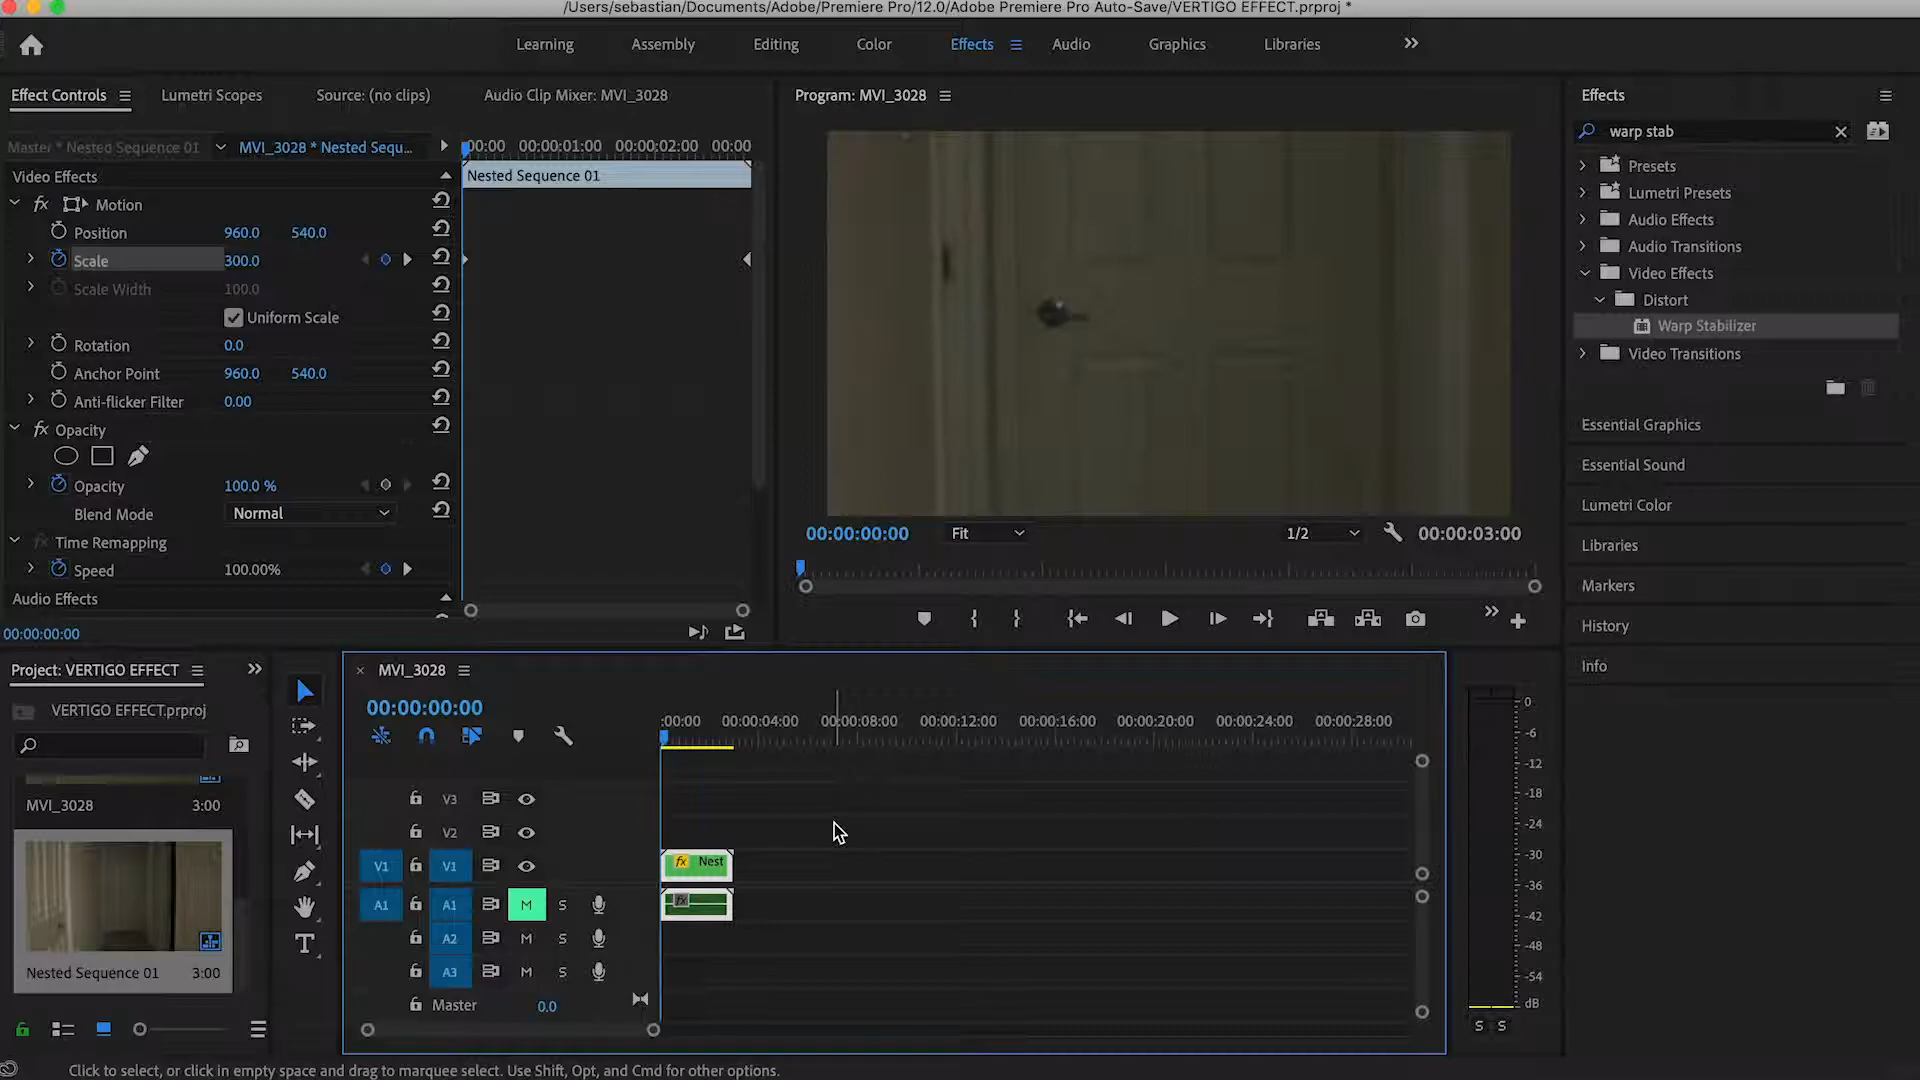 /Users/sebastian/Documents/Adobe/Premiere Pro/12.0/Adobe Premiere Pro Auto-Save/VERTIGO EFFECT.prproj *
Learning Assembly Editing Color Effects Audio Graphics Libraries
Effect Controls Lumetri Scopes Source: (no clips) Audio Clip Mixer: MVI_3028
Master * Nested Sequence 01 MVI_3028 * Nested Sequ...
:00:00 00:00:01:00 00:00:02:00 00:00
Nested Sequence 01
Video Effects
fx Motion
Position 960.0 540.0
Scale 300.0
Scale Width 100.0
Uniform Scale
Rotation 0.0
Anchor Point 960.0 540.0
Anti-flicker Filter 0.00
fx Opacity
Opacity 100.0 %
Blend Mode Normal
fx Time Remapping
Speed 100.00%
Audio Effects
00:00:00:00
Program: MVI_3028
00:00:00:00 Fit 1/2 00:00:03:00
Effects
warp stab
Presets
Lumetri Presets
Audio Effects
Audio Transitions
Video Effects
Distort
Warp Stabilizer
Video Transitions
Essential Graphics
Essential Sound
Lumetri Color
Libraries
Markers
History
Info
Project: VERTIGO EFFECT
VERTIGO EFFECT.prproj
MVI_3028 3:00
Nested Sequence 01 3:00
T
MVI_3028
00:00:00:00
:00:00 00:00:04:00 00:00:08:00 00:00:12:00 00:00:16:00 00:00:20:00 00:00:24:00 00:00:28:00
V3
V2
V1 V1 fx Nest
A1 A1 M S fx
A2 M S
A3 M S
Master 0.0
0
-6
-12
-18
-24
-30
-36
-42
-48
-54
dB
S S
Click to select, or click in empty space and drag to marquee select. Use Shift, Opt, and Cmd for other options.